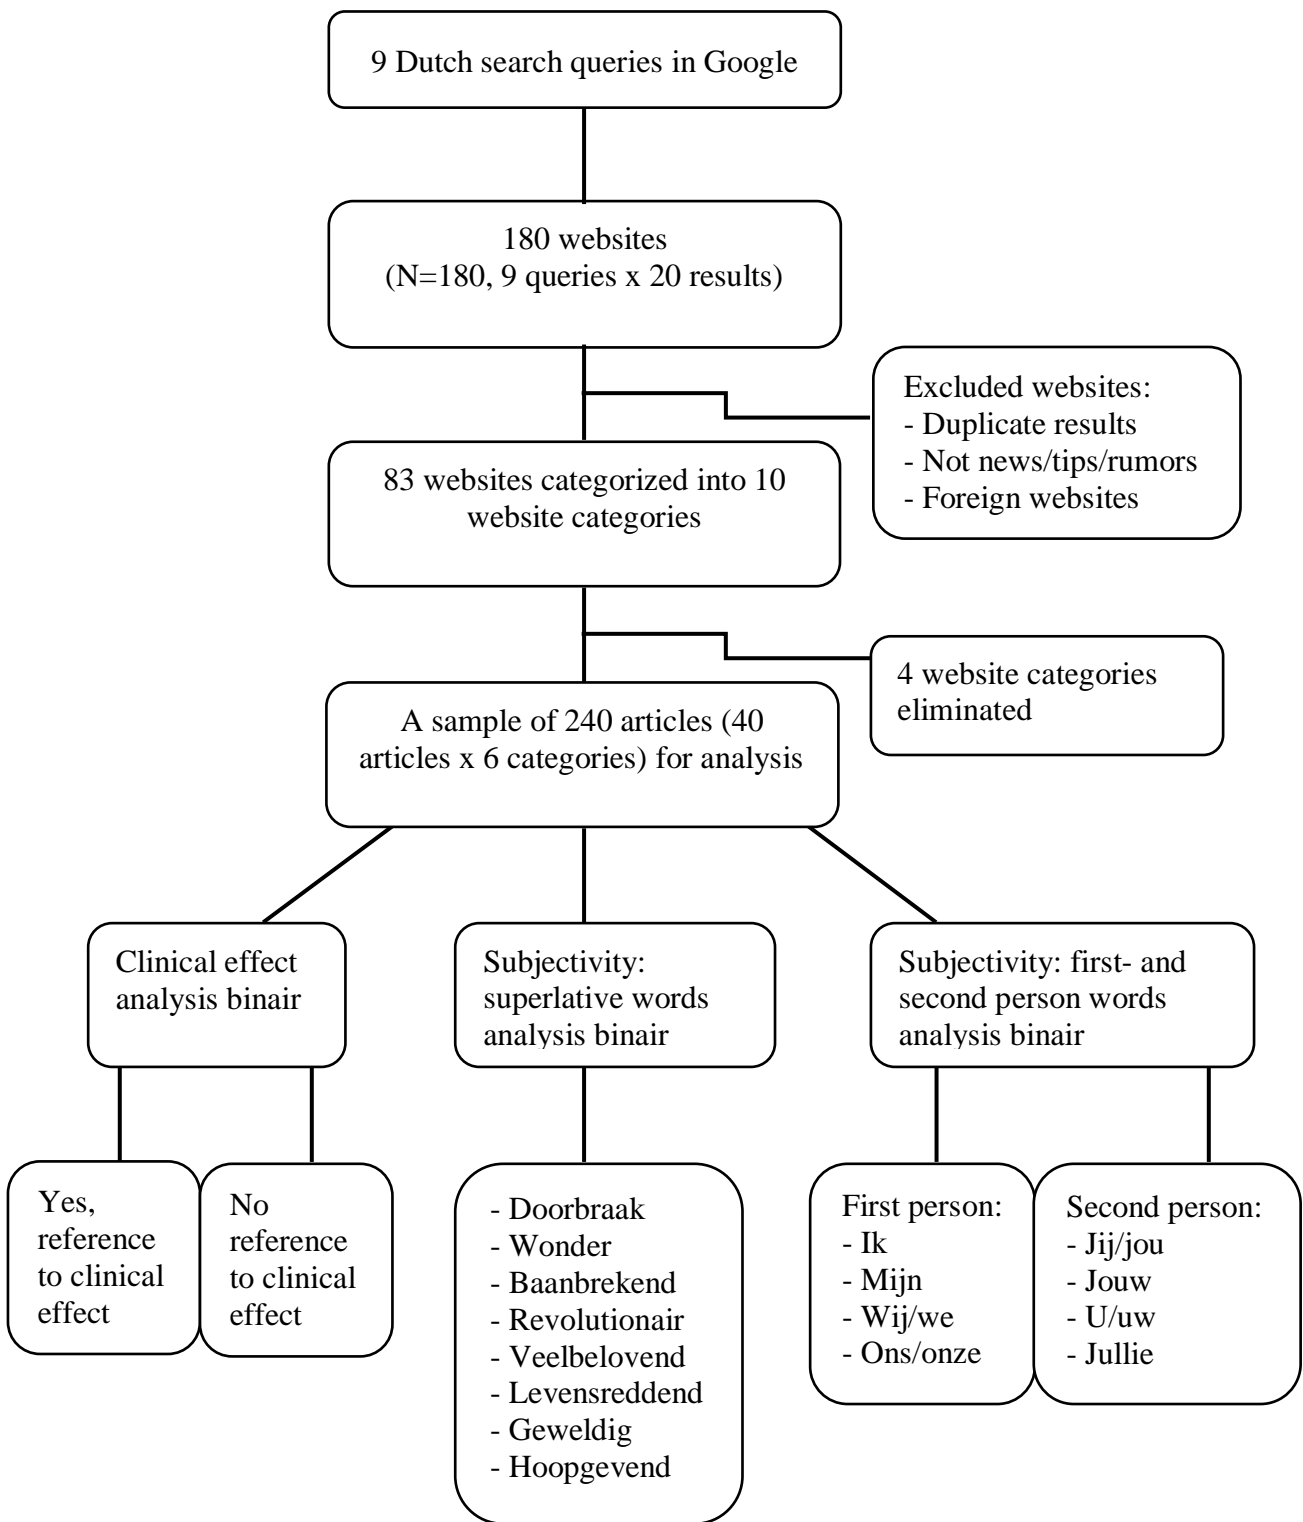 9 Dutch search queries in Google
180 websites
(N=180, 9 queries x 20 results)
Excluded websites:
- Duplicate results
- Not news/tips/rumors
- Foreign websites
83 websites categorized into 10
website categories
4 website categories
eliminated
A sample of 240 articles (40
articles x 6 categories) for analysis
Clinical effect
analysis binair
Subjectivity:
superlative words
analysis binair
Subjectivity: first- and
second person words
analysis binair
Yes,
reference
to clinical
effect
No
reference
to clinical
effect
- Doorbraak
- Wonder
- Baanbrekend
- Revolutionair
- Veelbelovend
- Levensreddend
- Geweldig
- Hoopgevend
First person:
- Ik
- Mijn
- Wij/we
- Ons/onze
Second person:
- Jij/jou
- Jouw
- U/uw
- Jullie